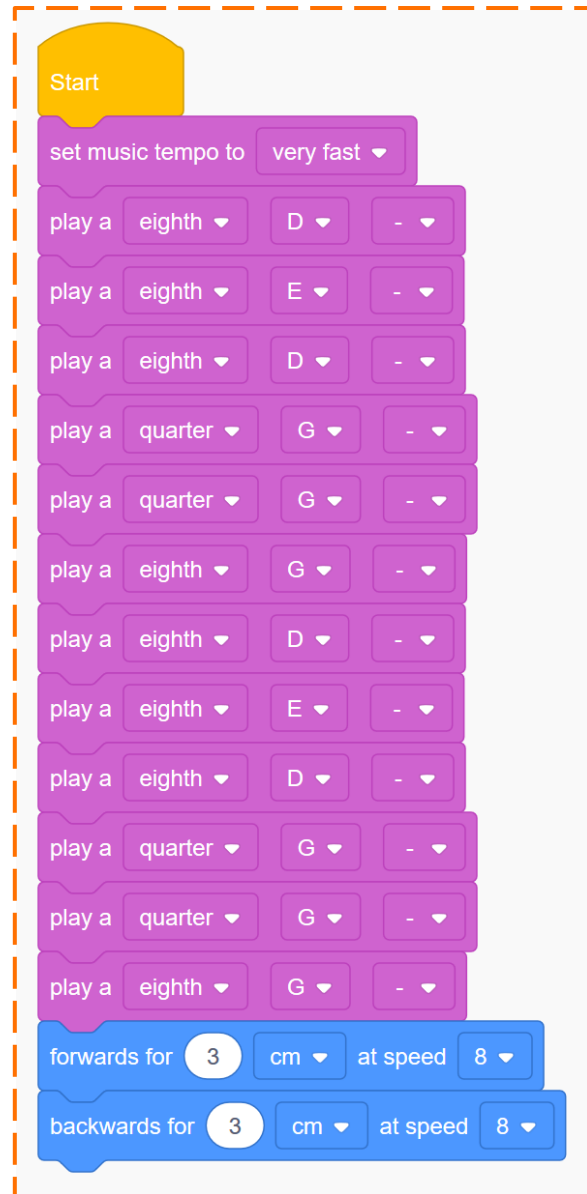 Start
set music tempo to very fast
play a eighth D -
play a eighth E -
play a eighth D -
play a quarter G -
play a quarter G -
play a eighth G -
play a eighth D -
play a eighth E -
play a eighth D -
play a quarter G -
play a quarter G -
play a eighth G -
forwards for 3 cm at speed 8
backwards for 3 cm at speed 8